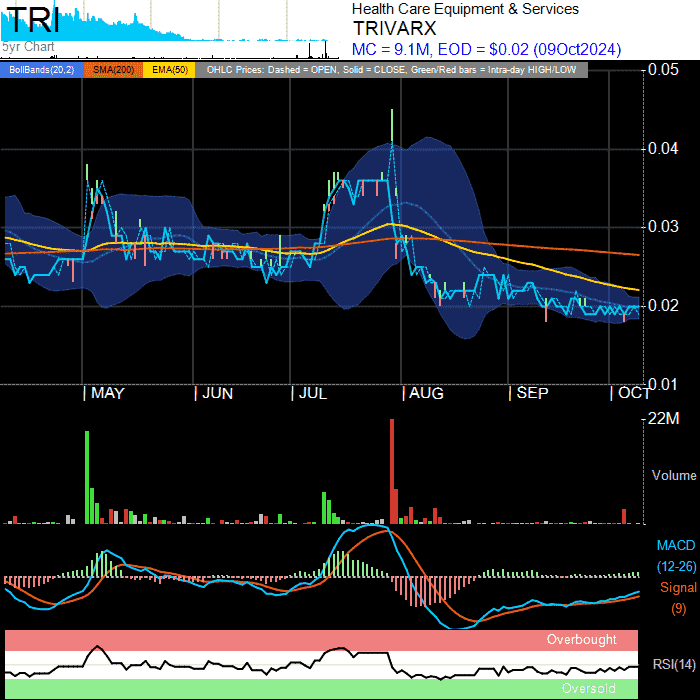 TRI
5yr Chart
Health Care Equipment & Services
TRIVARX
MC = 9.1M, EOD = $0.02 (09Oct2024)
BollBands(20,2) SMA(200) EMA(50) OHLC Prices: Dashed = OPEN, Solid = CLOSE, Green/Red bars = Intra-day HIGH/LOW
0.05
0.04
0.03
0.02
0.01
MAY JUN JUL AUG SEP OCT
22M
Volume
MACD
(12-26)
Signal
(9)
Overbought
RSI(14)
Oversold